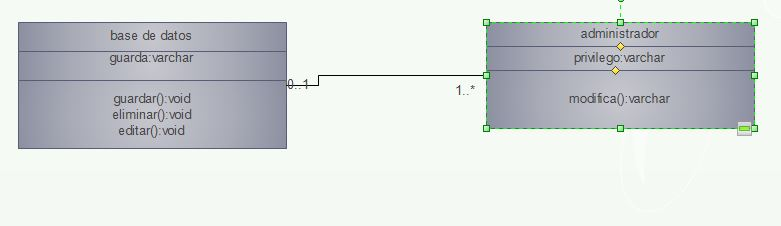 base de datos
guarda:varchar
guardar():void
eliminar():void
editar():void
0..1
1..*
administrador
privilego:varchar
modifica():varchar